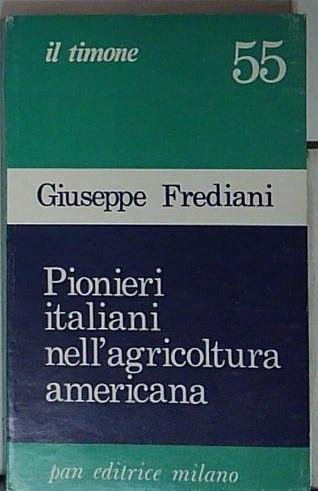 il timone
55
Giuseppe Frediani
Pionieri
italiani
nell'agricoltura
americana
pan editrice milano